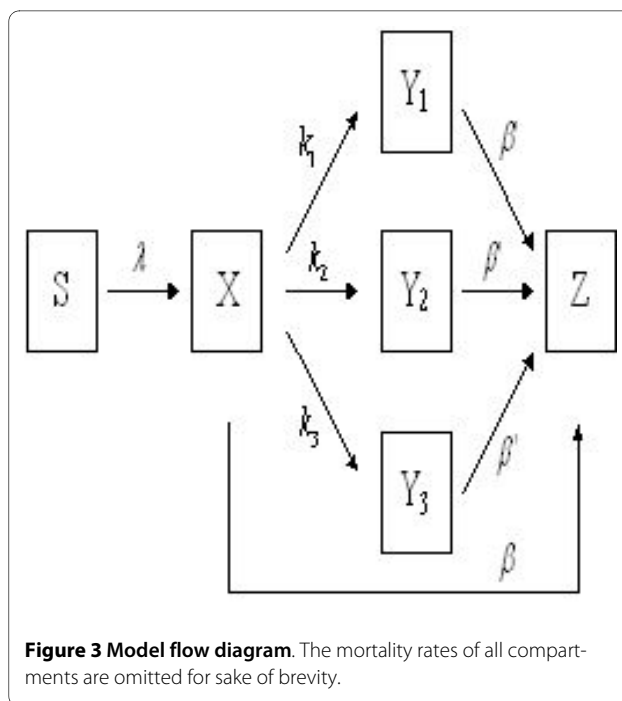 Y₁
k₁
β
λ
S
X
k₂
Y₂
β
Z
k₃
Y₃
β'
β
Figure 3 Model flow diagram. The mortality rates of all compart-
ments are omitted for sake of brevity.